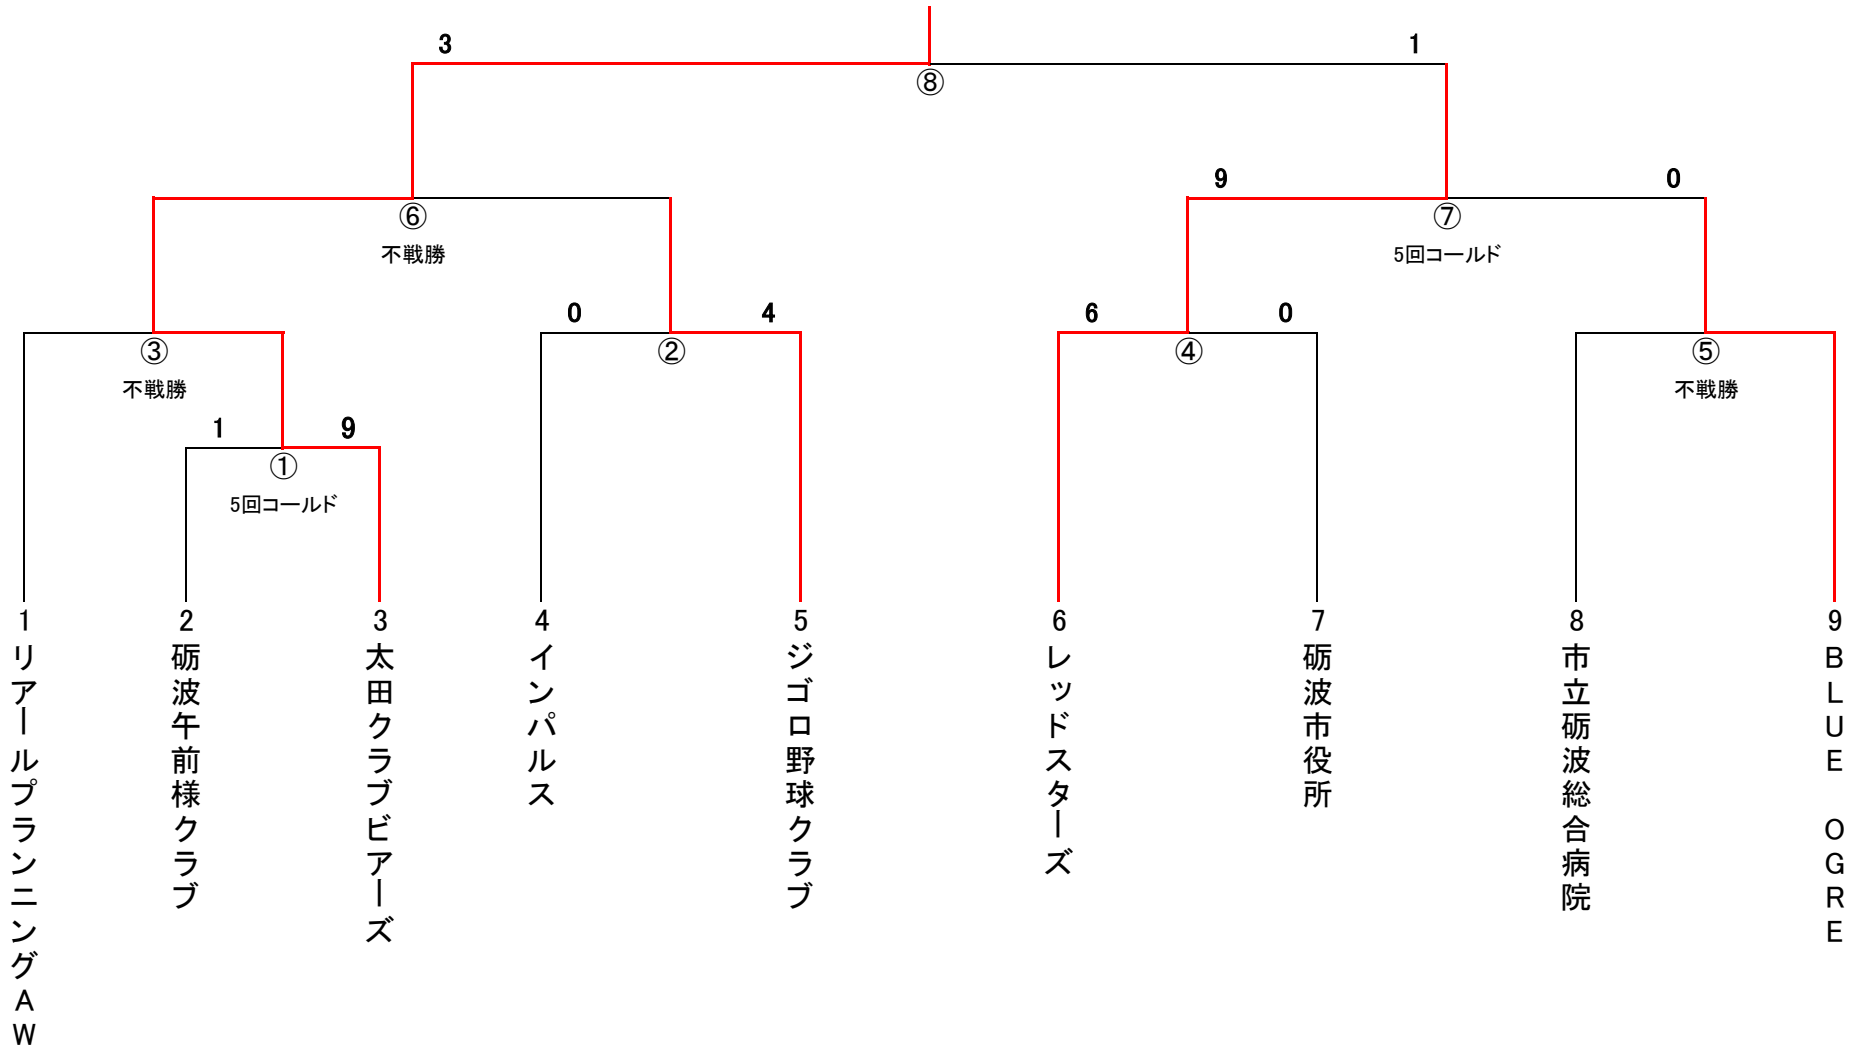 3
1
⑧
9
0
⑥
⑦
不戦勝
5回コールド
0
4
6
0
③
②
④
⑤
不戦勝
不戦勝
1
9
①
5回コールド
1
2
3
4
5
6
7
8
9
リアールプランニングAW
砺波午前様クラブ
太田クラブビアーズ
インパルス
ジゴロ野球クラブ
レッドスターズ
砺波市役所
市立砺波総合病院
BLUE OGRE